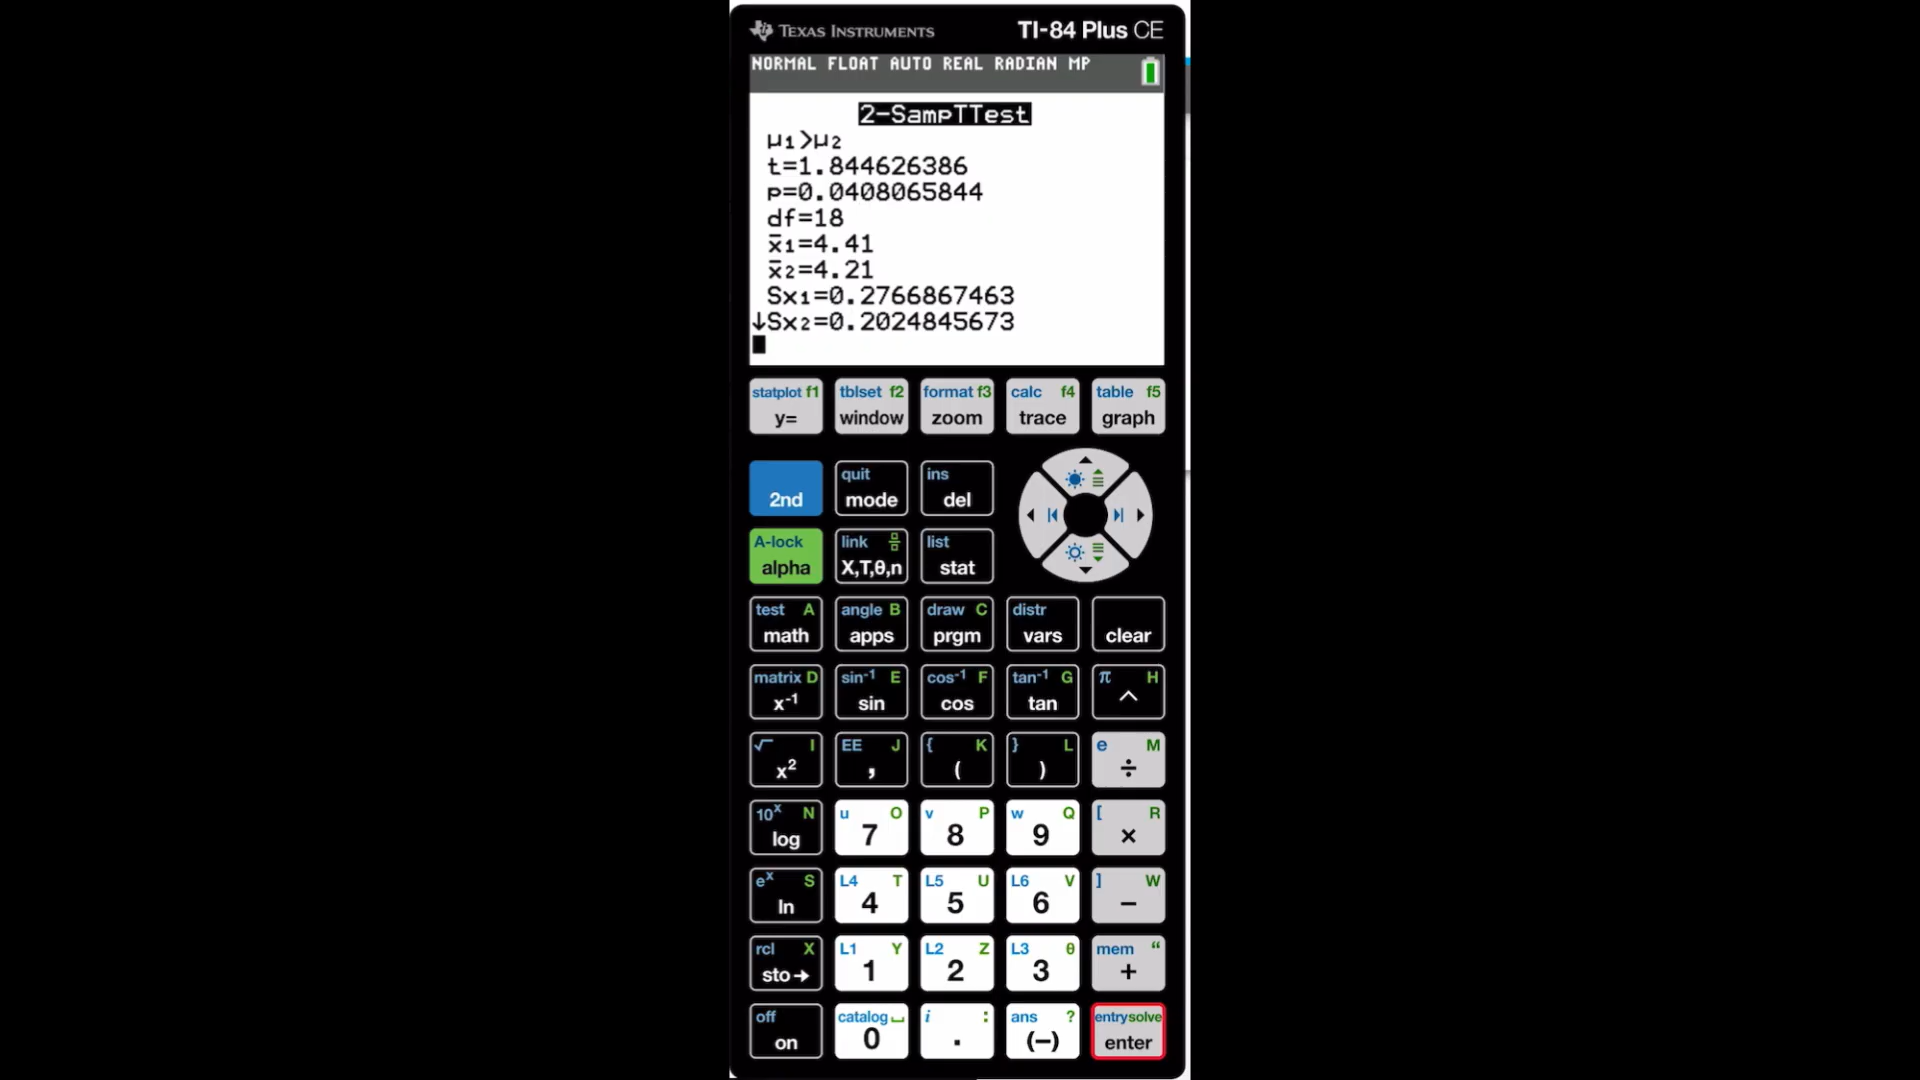 TEXAS INSTRUMENTS TI-84 Plus CE
NORMAL FLOAT AUTO REAL RADIAN MP
2-SampTTest
μ1>μ2
t=1.844626386
p=0.0408065844
df=18
x̄1=4.41
x̄2=4.21
Sx1=0.2766867463
↓Sx2=0.2024845673
statplot f1 tblset f2 format f3 calc f4 table f5
y= window zoom trace graph
quit ins
2nd mode del
A-lock link list
alpha X,T,θ,n stat
test A angle B draw C distr
math apps prgm vars clear
matrix D sin⁻¹ E cos⁻¹ F tan⁻¹ G π H
x⁻¹ sin cos tan ^
√ I EE J { K } L e M
x² , ( ) ÷
10ˣ N u O v P w Q [ R
log 7 8 9 ×
eˣ S L4 T L5 U L6 V ] W
ln 4 5 6 −
rcl X L1 Y L2 Z L3 θ mem “
sto→ 1 2 3 +
off catalog ⎵ i : ans ? entry solve
on 0 . (−) enter